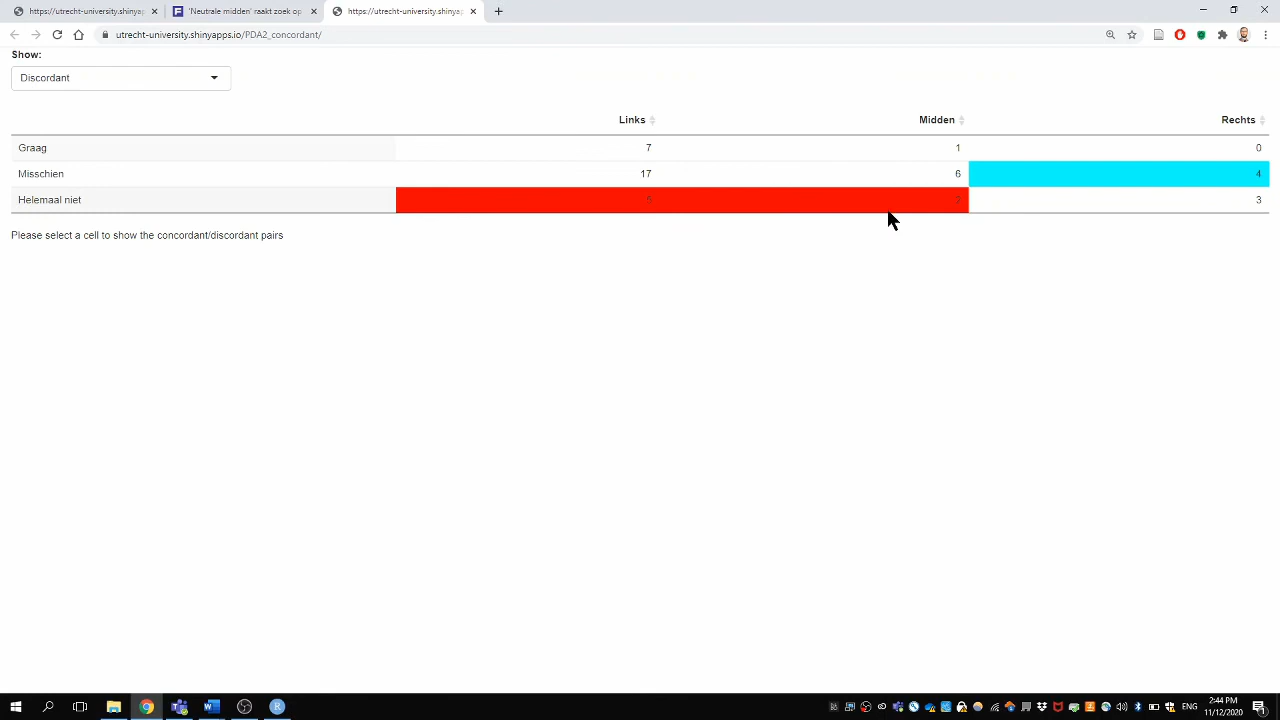 https://utrecht-university.shinyap
'Neutrale midden' raakt zoek op
https://utrecht-university.shinyap
utrecht-university.shinyapps.io/PDA2_concordant/
Show:
Discordant
Links Midden Rechts
Graag 7 1 0
Misschien 17 6 4
Helemaal niet 5 2 3
Please select a cell to show the concordant/discordant pairs
ENG
2:44 PM
11/12/2020